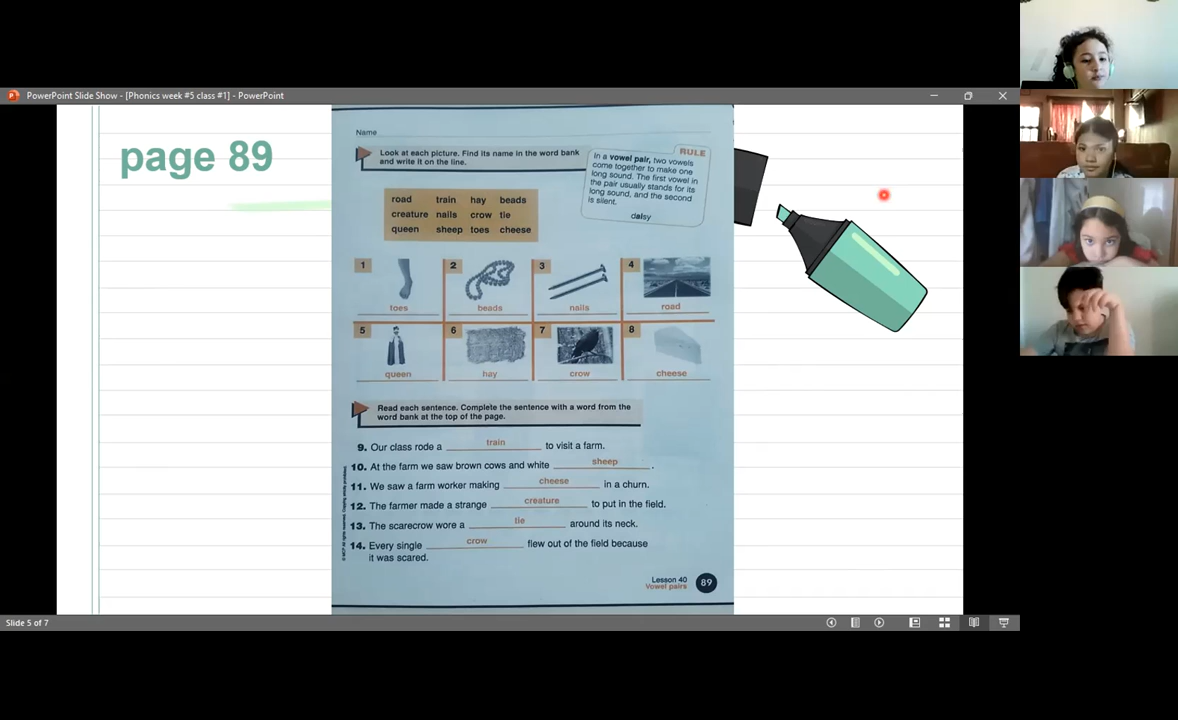 PowerPoint Slide Show - [Phonics week #5 class #1] - PowerPoint
page 89
Name
Look at each picture. Find its name in the word bank
and write it on the line.
RULE
In a vowel pair, two vowels
come together to make one
long sound. The first vowel in
the pair usually stands for its
long sound, and the second
is silent.
daisy
road train hay beads
creature nails crow tie
queen sheep toes cheese
1 2 3 4
toes beads nails road
5 6 7 8
queen hay crow cheese
Read each sentence. Complete the sentence with a word from the
word bank at the top of the page.
9. Our class rode a train to visit a farm.
10. At the farm we saw brown cows and white sheep .
11. We saw a farm worker making cheese in a churn.
12. The farmer made a strange creature to put in the field.
13. The scarecrow wore a tie around its neck.
14. Every single crow flew out of the field because
it was scared.
© MCP All rights reserved. Copying strictly prohibited.
Lesson 40
Vowel pairs
89
Slide 5 of 7